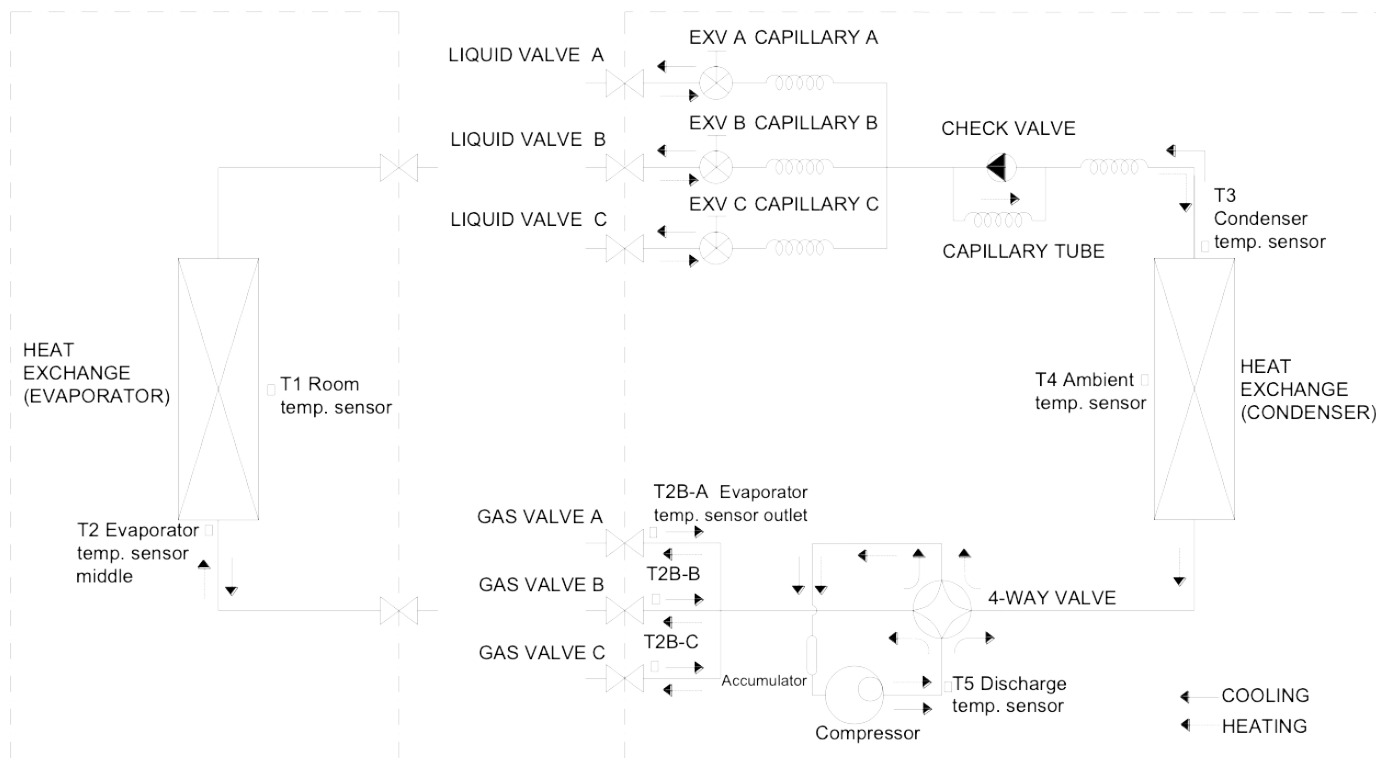 EXV A CAPILLARY A
LIQUID VALVE A
EXV B CAPILLARY B
LIQUID VALVE B
CHECK VALVE
EXV C CAPILLARY C
LIQUID VALVE C
T3
Condenser
temp. sensor
CAPILLARY TUBE
HEAT
EXCHANGE
(EVAPORATOR)
T1 Room
temp. sensor
T4 Ambient
temp. sensor
HEAT
EXCHANGE
(CONDENSER)
T2 Evaporator
temp. sensor
middle
T2B-A Evaporator
temp. sensor outlet
GAS VALVE A
T2B-B
GAS VALVE B
4-WAY VALVE
T2B-C
GAS VALVE C
Accumulator
T5 Discharge
temp. sensor
Compressor
COOLING
HEATING